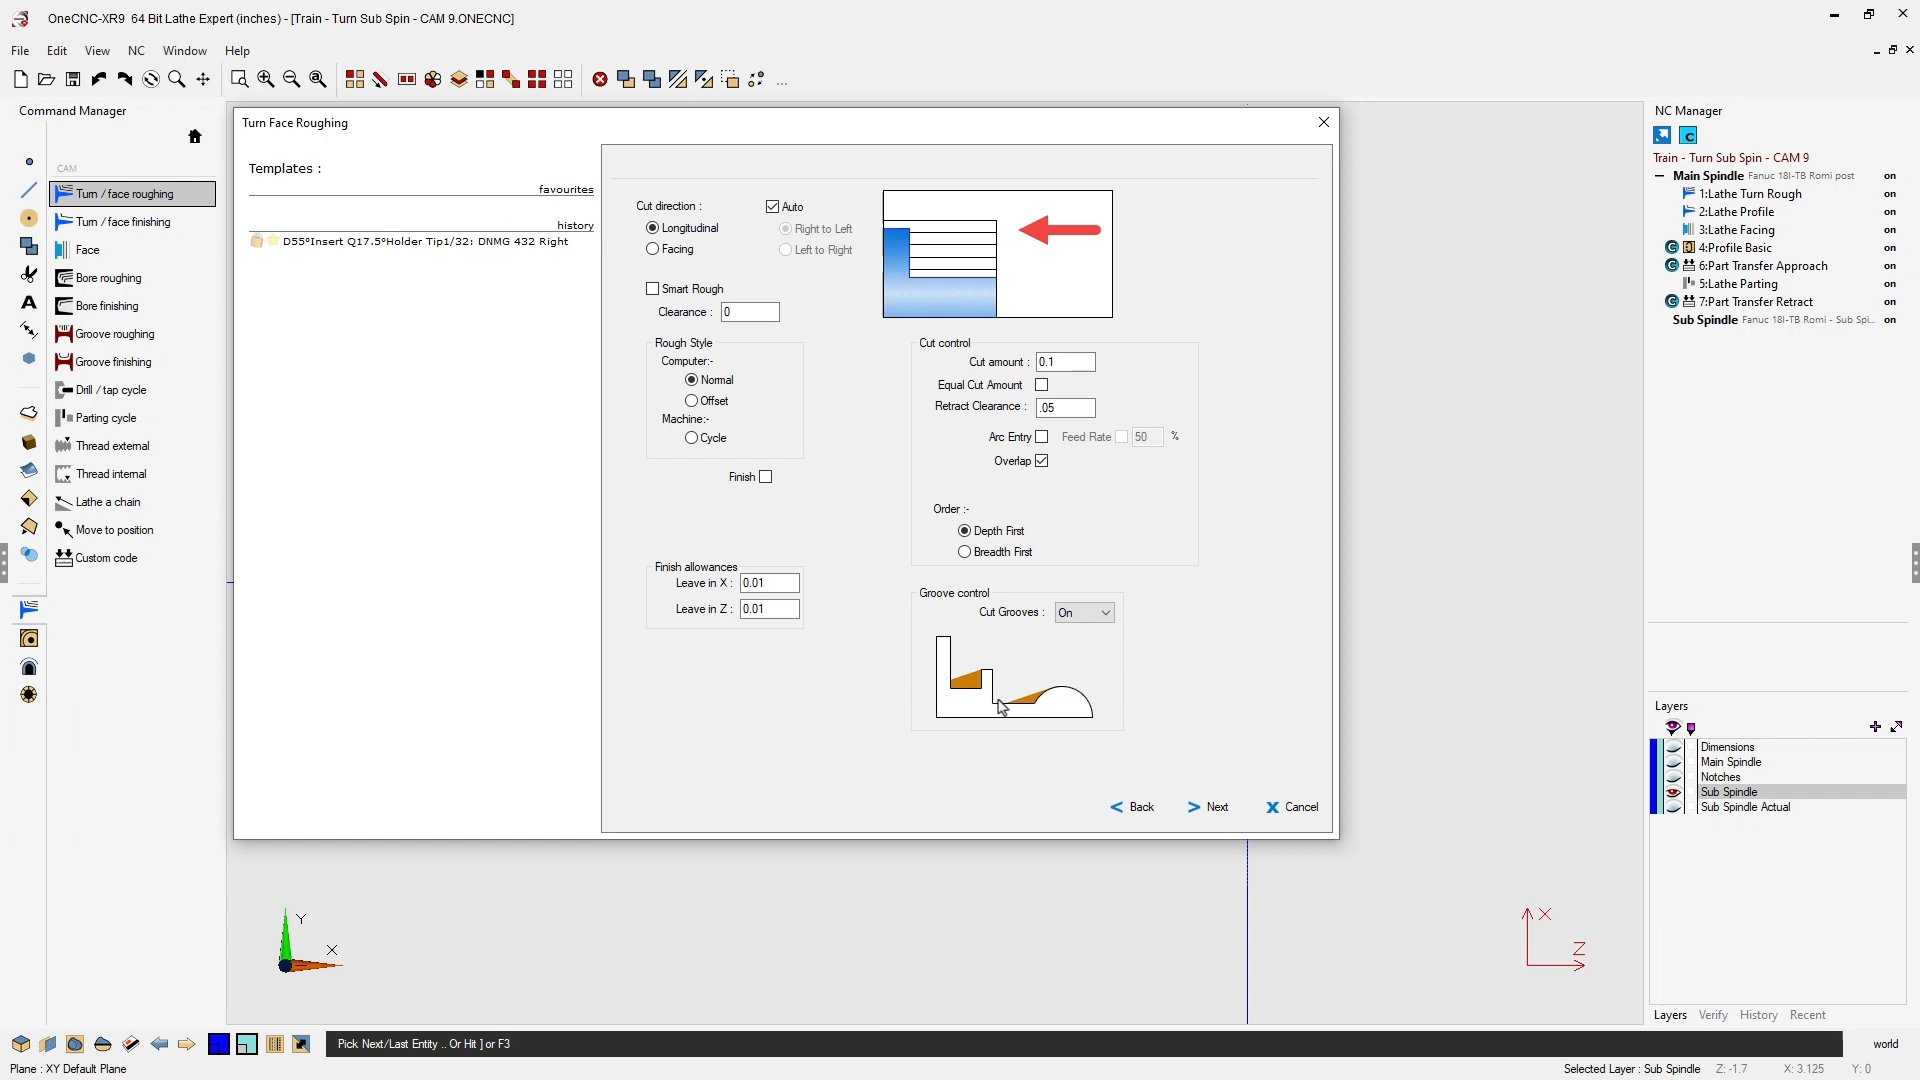 OneCNC-XR9 64 Bit Lathe Expert (inches) - [Train - Turn Sub Spin - CAM 9.ONECNC]
File Edit View NC Window Help
Command Manager
CAM
Turn / face roughing
Turn / face finishing
Face
Bore roughing
Bore finishing
Groove roughing
Groove finishing
Drill / tap cycle
Parting cycle
Thread external
Thread internal
Lathe a chain
Move to position
Custom code
Turn Face Roughing
Templates :
favourites
history
D55°Insert Q17.5°Holder Tip1/32: DNMG 432 Right
Cut direction :
Auto
Longitudinal
Right to Left
Facing
Left to Right
Smart Rough
Clearance : 0
Rough Style
Computer:-
Normal
Offset
Machine:-
Cycle
Finish
Finish allowances
Leave in X : 0.01
Leave in Z : 0.01
Cut control
Cut amount : 0.1
Equal Cut Amount
Retract Clearance : .05
Arc Entry Feed Rate 50 %
Overlap
Order :-
Depth First
Breadth First
Groove control
Cut Grooves : On
< Back > Next X Cancel
NC Manager
Train - Turn Sub Spin - CAM 9
Main Spindle Fanuc 18I-TB Romi post on
1:Lathe Turn Rough on
2:Lathe Profile on
3:Lathe Facing on
4:Profile Basic on
6:Part Transfer Approach on
5:Lathe Parting on
7:Part Transfer Retract on
Sub Spindle Fanuc 18I-TB Romi - Sub Spi... on
Layers
Dimensions
Main Spindle
Notches
Sub Spindle
Sub Spindle Actual
Layers Verify History Recent
Y
X
X
Z
Pick Next/Last Entity .. Or Hit ] or F3
world
Plane : XY Default Plane
Selected Layer : Sub Spindle Z: -1.7 X: 3.125 Y: 0